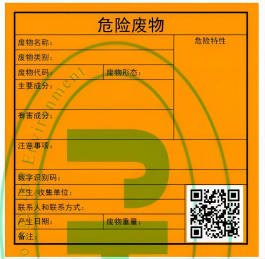 危险废物
废物名称：
危险特性
废物类别：
废物代码：
废物形态：
主要成分：
有害成分：
注意事项：
数字识别码：
产生/收集单位：
联系人和联系方式：
产生日期：
废物重量：
备注：
Environment